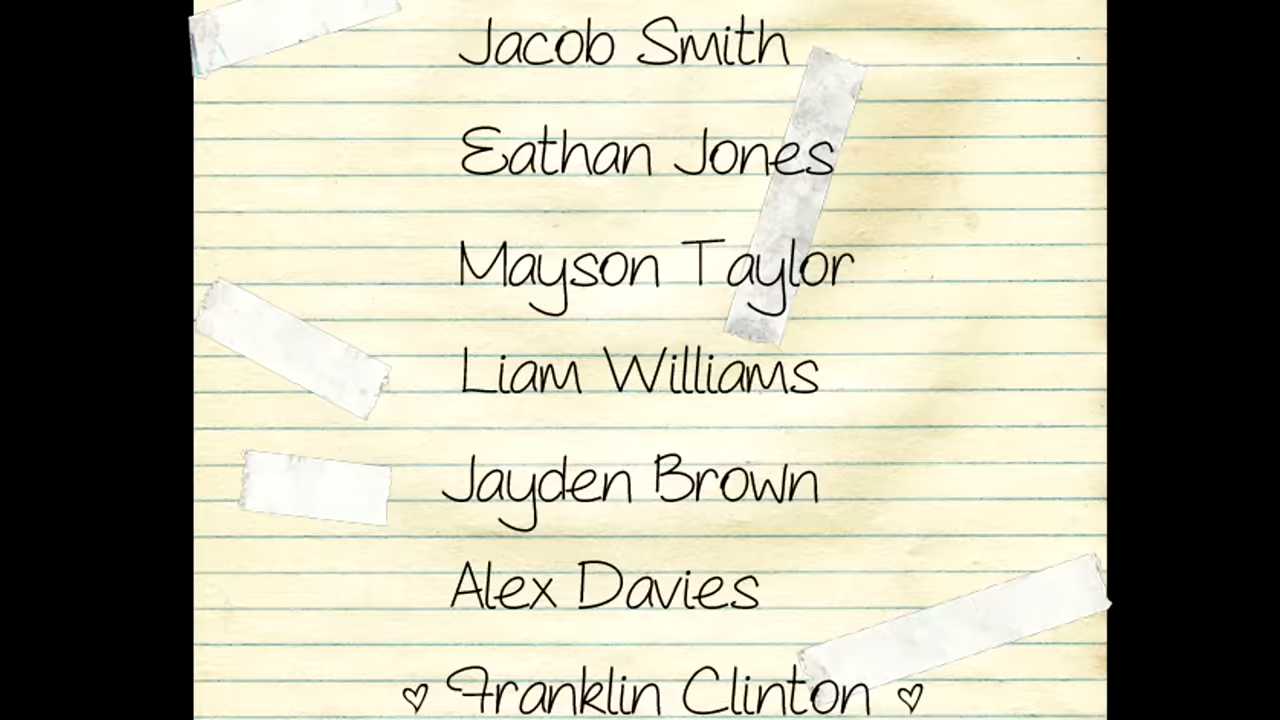 Jacob Smith
Eathan Jones
Mayson Taylor
Liam Williams
Jayden Brown
Alex Davies
♡ Franklin Clinton ♡